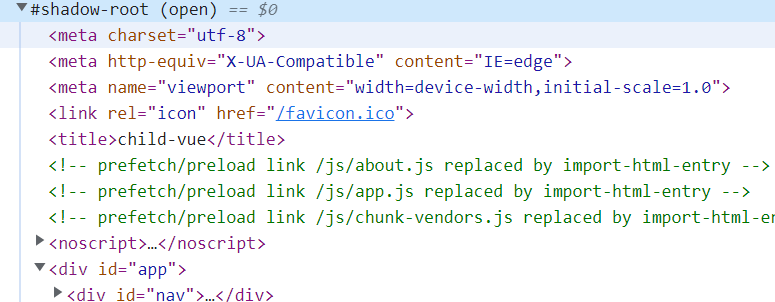 #shadow-root (open) == $0
<meta charset="utf-8">
<meta http-equiv="X-UA-Compatible" content="IE=edge">
<meta name="viewport" content="width=device-width,initial-scale=1.0">
<link rel="icon" href="/favicon.ico">
<title>child-vue</title>
<!-- prefetch/preload link /js/about.js replaced by import-html-entry -->
<!-- prefetch/preload link /js/app.js replaced by import-html-entry -->
<!-- prefetch/preload link /js/chunk-vendors.js replaced by import-html-en
<noscript>…</noscript>
<div id="app">
<div id="nav">…</div>